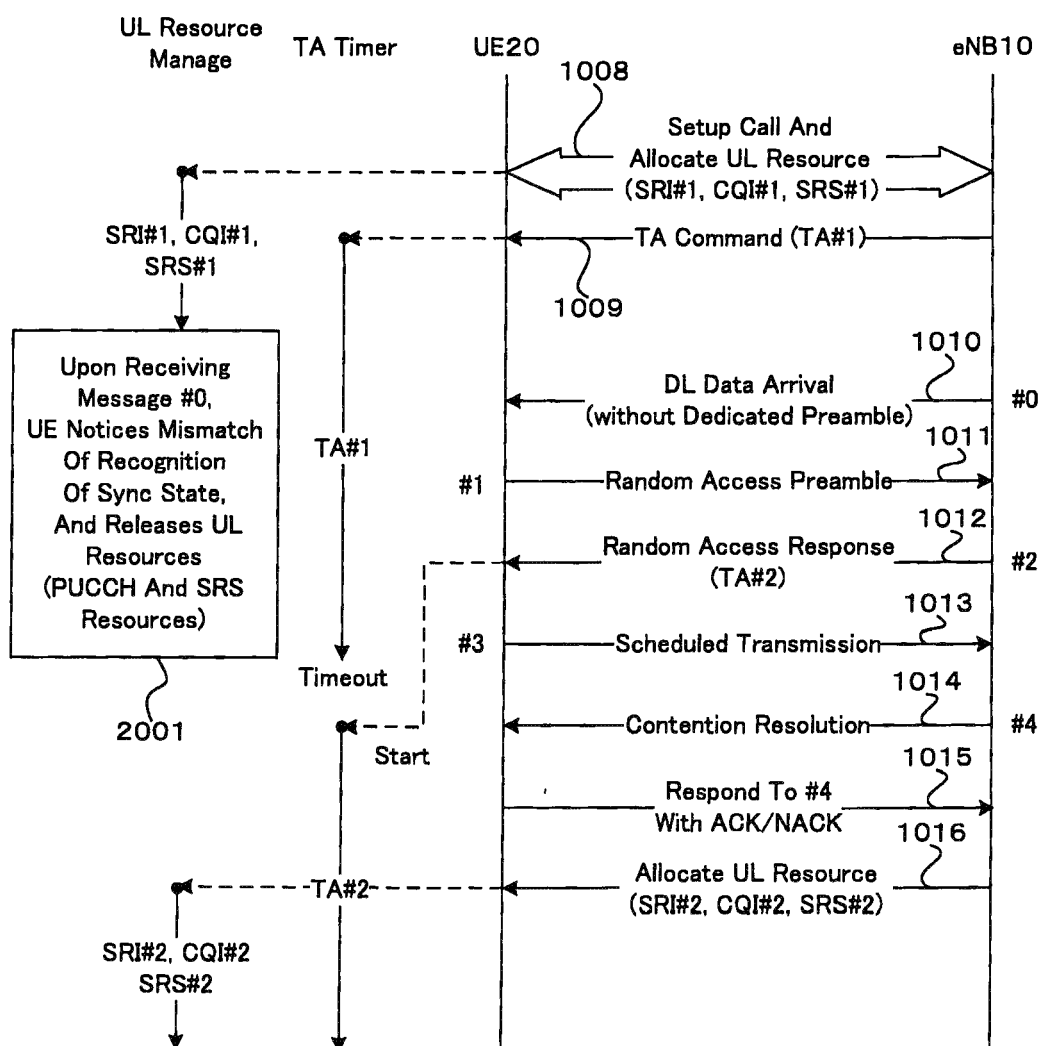 UL Resource
Manage
TA Timer
UE20
eNB10
1008
Setup Call And
Allocate UL Resource
(SRI#1, CQI#1, SRS#1)
SRI#1, CQI#1,
SRS#1
TA Command (TA#1)
1009
Upon Receiving
Message #0,
UE Notices Mismatch
Of Recognition
Of Sync State,
And Releases UL
Resources
(PUCCH And SRS
Resources)
2001
TA#1
1010
DL Data Arrival
(without Dedicated Preamble)
#0
1011
#1
Random Access Preamble
1012
Random Access Response
(TA#2)
#2
1013
#3
Scheduled Transmission
Timeout
1014
Contention Resolution
#4
Start
1015
Respond To #4
With ACK/NACK
1016
Allocate UL Resource
(SRI#2, CQI#2, SRS#2)
TA#2
SRI#2, CQI#2
SRS#2